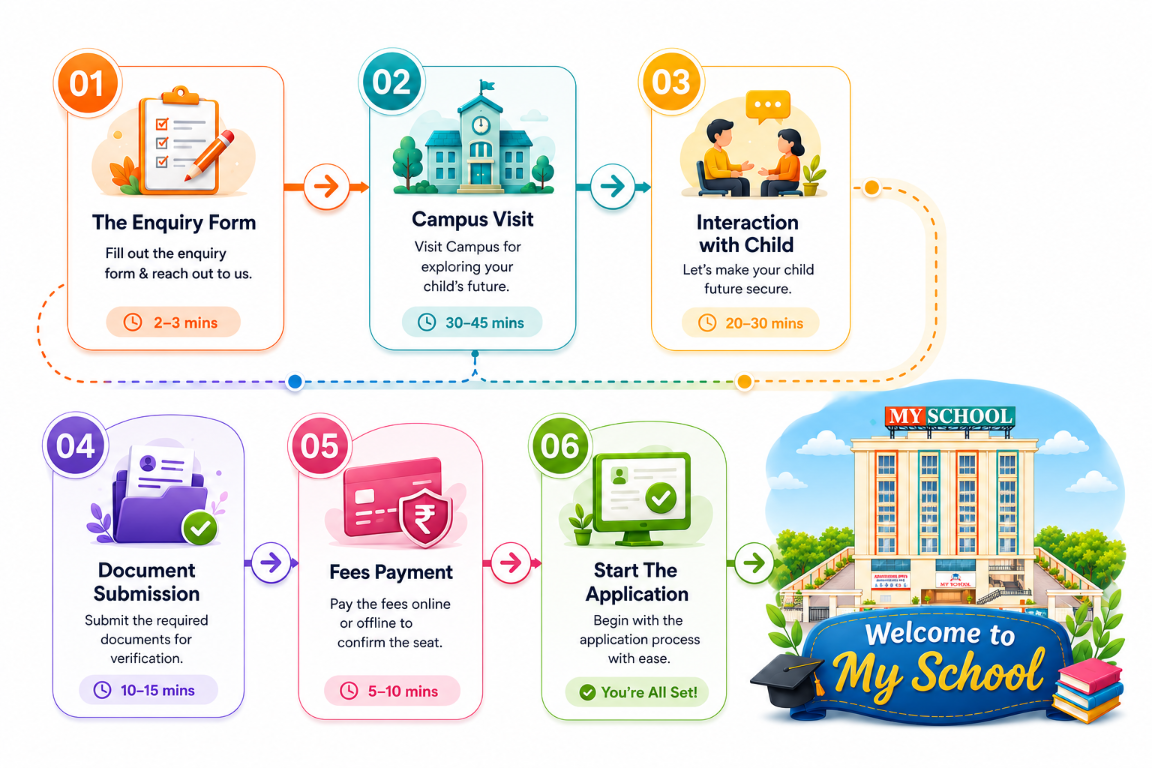 01
The Enquiry Form
Fill out the enquiry
form & reach out to us.
2–3 mins
02
Campus Visit
Visit Campus for
exploring your
child's future.
30–45 mins
03
Interaction
with Child
Let's make your child
future secure.
20–30 mins
04
Document
Submission
Submit the required
documents for
verification.
10–15 mins
05
₹
Fees Payment
Pay the fees online
or offline to
confirm the seat.
5–10 mins
06
Start The
Application
Begin with the
application process
with ease.
You're All Set!
MY SCHOOL
MY SCHOOL
Welcome to
My School